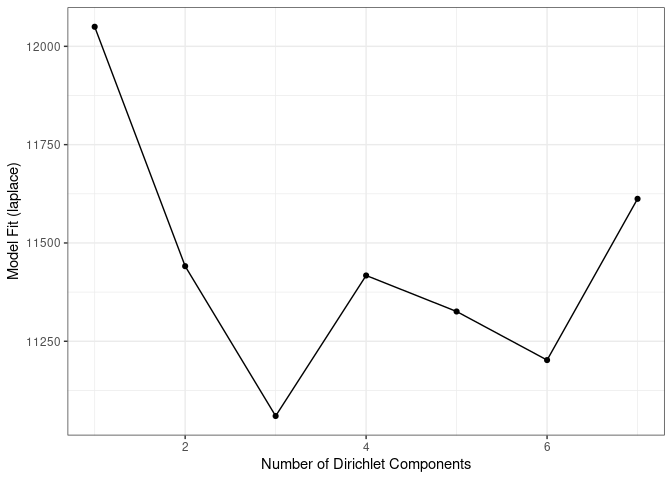 12000
11750
11500
11250
Model Fit (laplace)
2 4 6
Number of Dirichlet Components